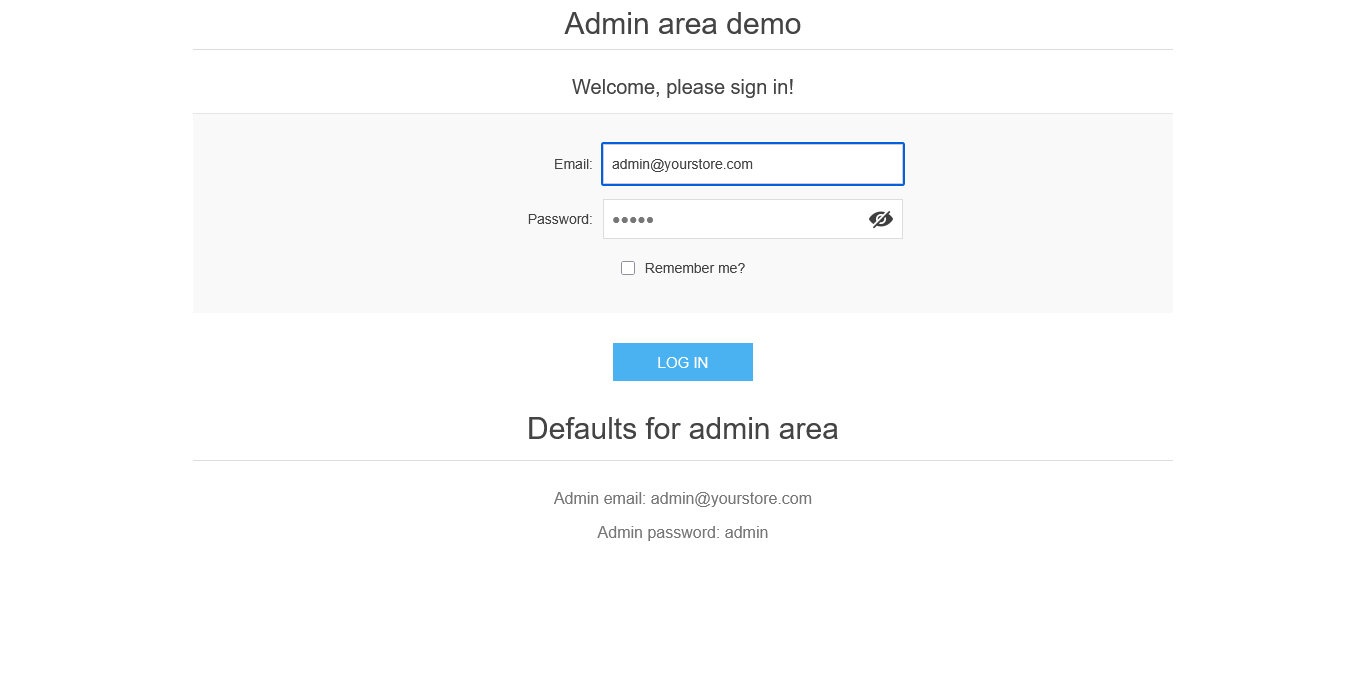 Admin area demo
Welcome, please sign in!
Email: admin@yourstore.com
Password: •••••
Remember me?
LOG IN
Defaults for admin area
Admin email: admin@yourstore.com
Admin password: admin